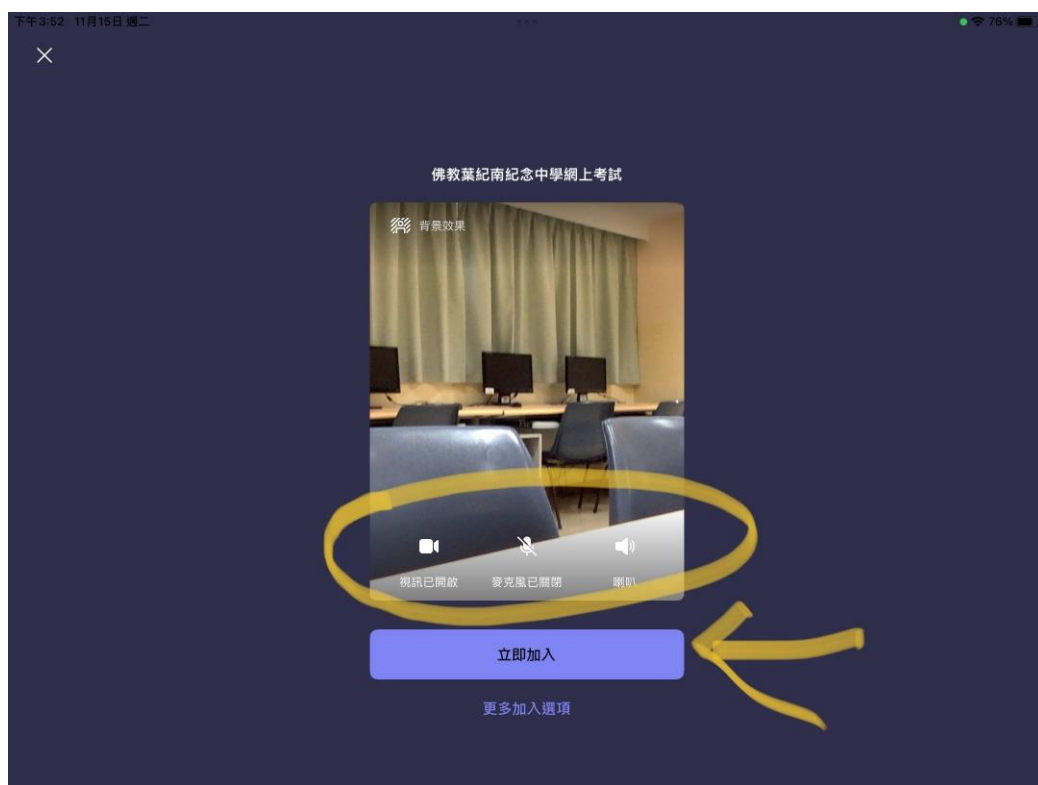 下午3:52 11月15日 週二
76%
佛教葉紀南紀念中學網上考試
背景效果
視訊已開啟 麥克風已關閉 喇叭
立即加入
更多加入選項